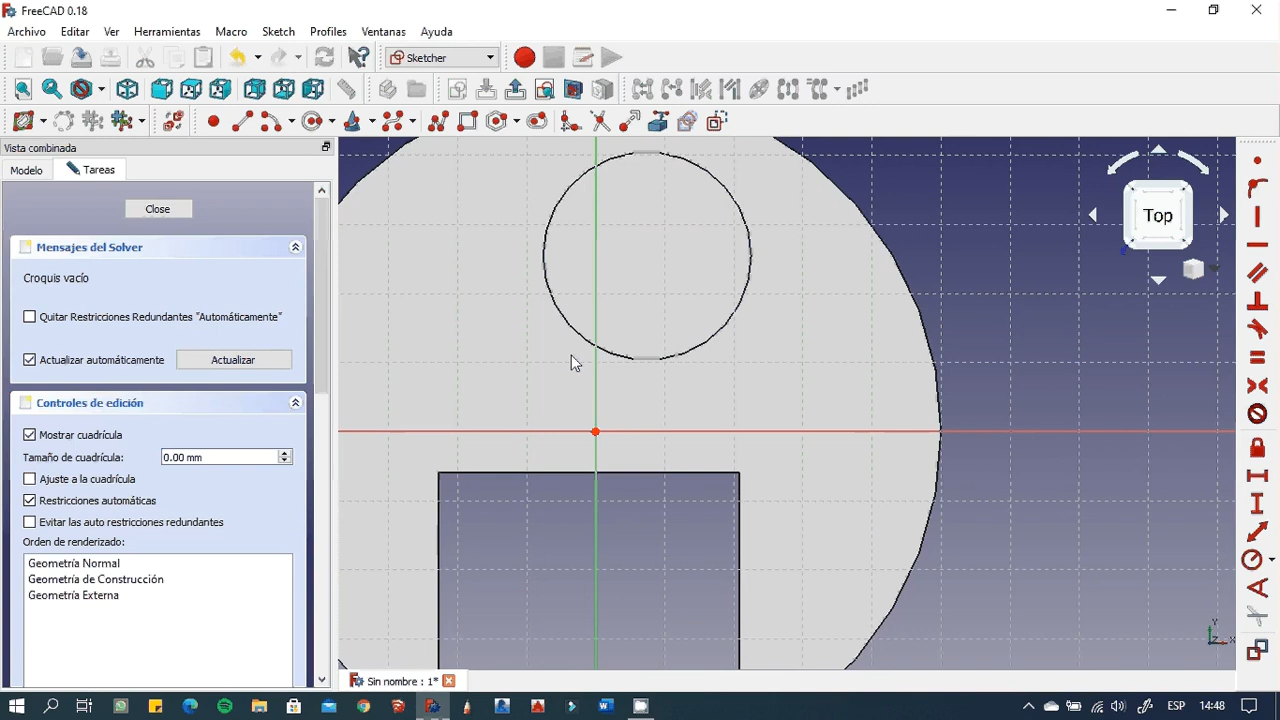 FreeCAD 0.18
Archivo Editar Ver Herramientas Macro Sketch Profiles Ventanas Ayuda
Sketcher
Vista combinada
Modelo Tareas
Close
Mensajes del Solver
Croquis vacío
Quitar Restricciones Redundantes "Automáticamente"
Actualizar automáticamente Actualizar
Controles de edición
Mostrar cuadrícula
Tamaño de cuadrícula: 0.00 mm
Ajuste a la cuadrícula
Restricciones automáticas
Evitar las auto restricciones redundantes
Orden de renderizado:
Geometría Normal
Geometría de Construcción
Geometría Externa
Top
Y
Z
X
Sin nombre : 1*
ESP 14:48